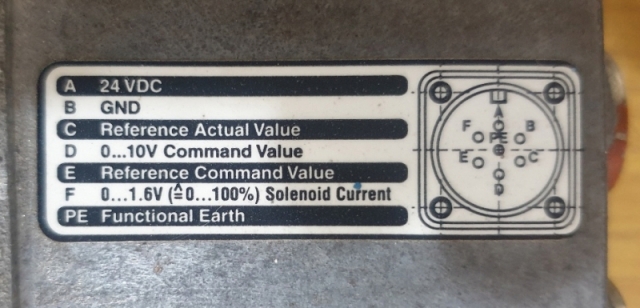 A 24 VDC
B GND
C Reference Actual Value
D 0...10V Command Value
E Reference Command Value
F 0...1.6V (≙0...100%) Solenoid Current
PE Functional Earth
A
F B
PE
E C
D